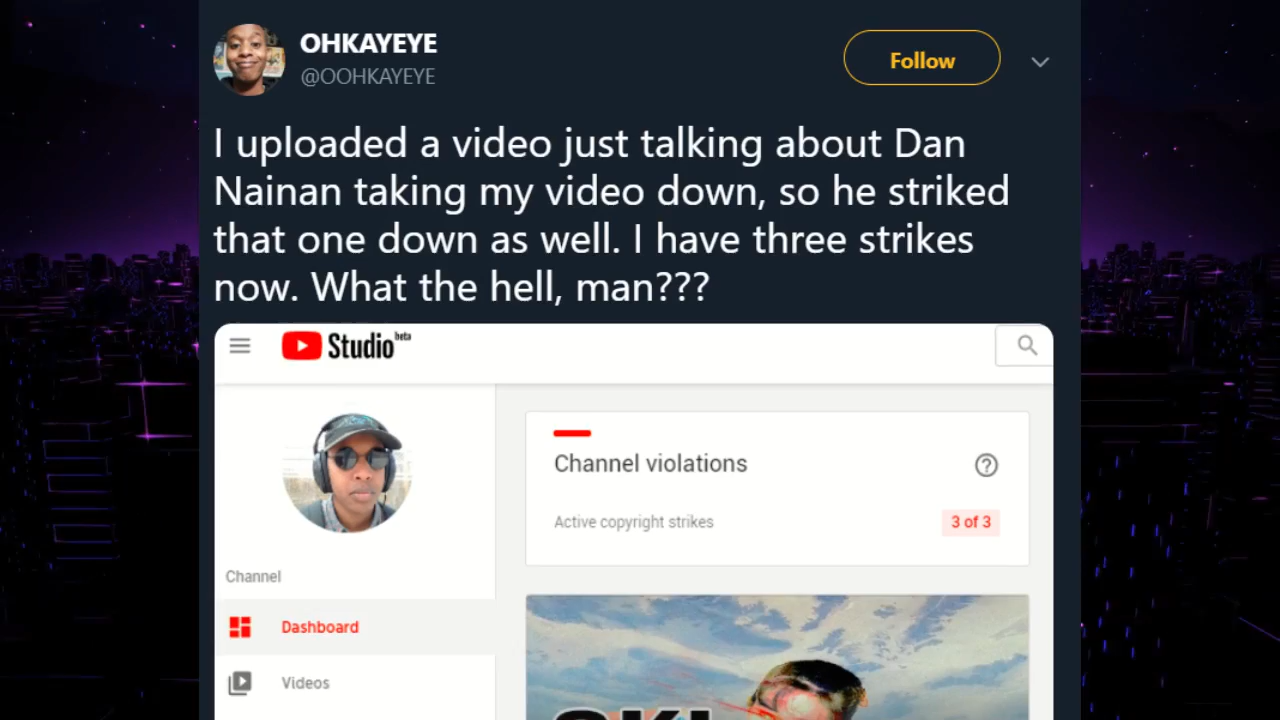 OHKAYEYE
@OOHKAYEYE
Follow
I uploaded a video just talking about Dan
Nainan taking my video down, so he striked
that one down as well. I have three strikes
now. What the hell, man???
Studio beta
Channel violations
Active copyright strikes
3 of 3
Channel
Dashboard
Videos